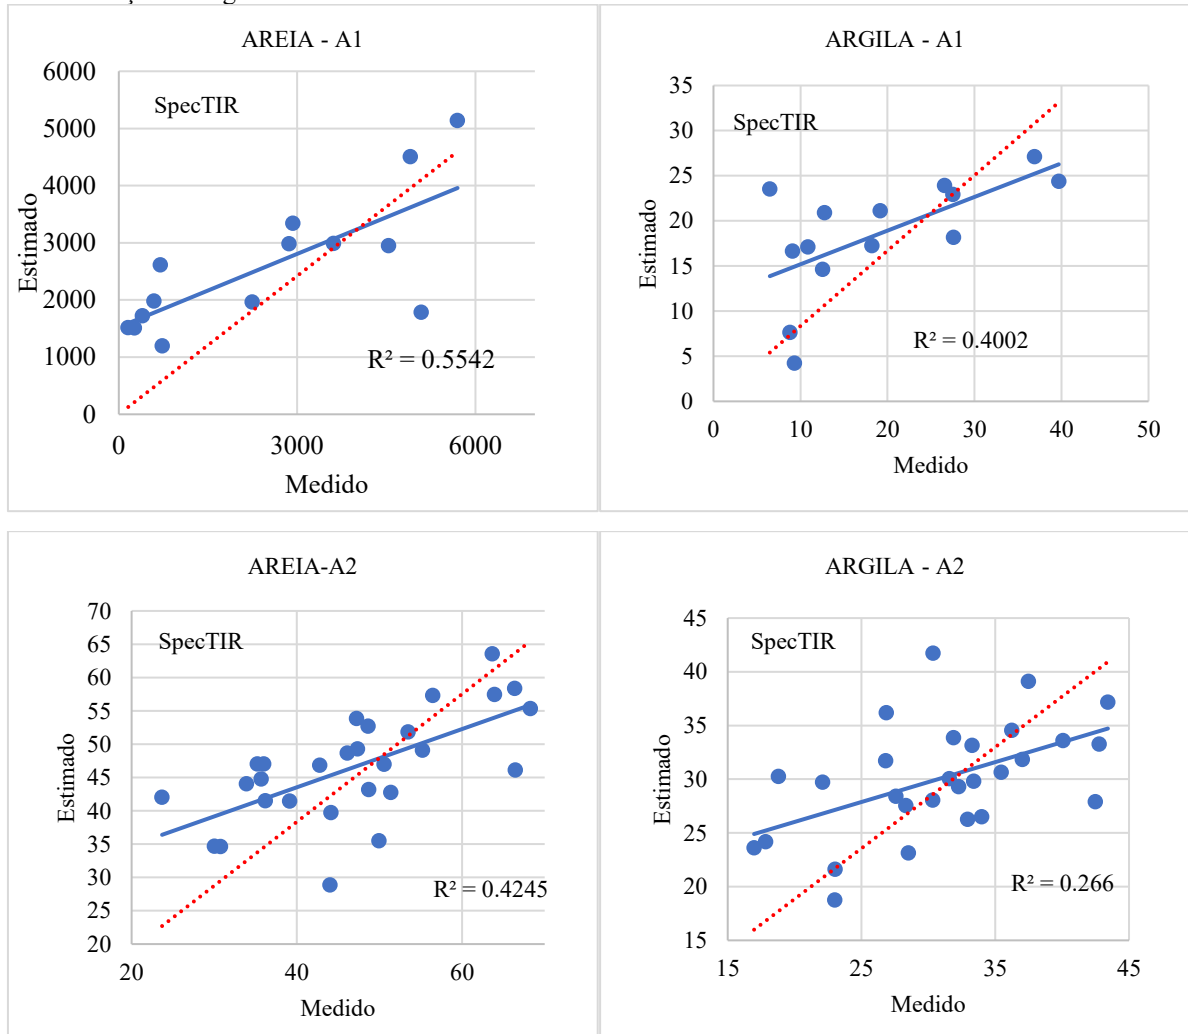 AREIA - A1
SpecTIR
6000
5000
4000
3000
2000
1000
0
0 3000 6000
Estimado
Medido
R² = 0.5542
ARGILA - A1
SpecTIR
35
30
25
20
15
10
5
0
0 10 20 30 40 50
Estimado
Medido
R² = 0.4002
AREIA-A2
SpecTIR
70
65
60
55
50
45
40
35
30
25
20
20 40 60
Estimado
Medido
R² = 0.4245
ARGILA - A2
SpecTIR
45
40
35
30
25
20
15
15 25 35 45
Estimado
Medido
R² = 0.266